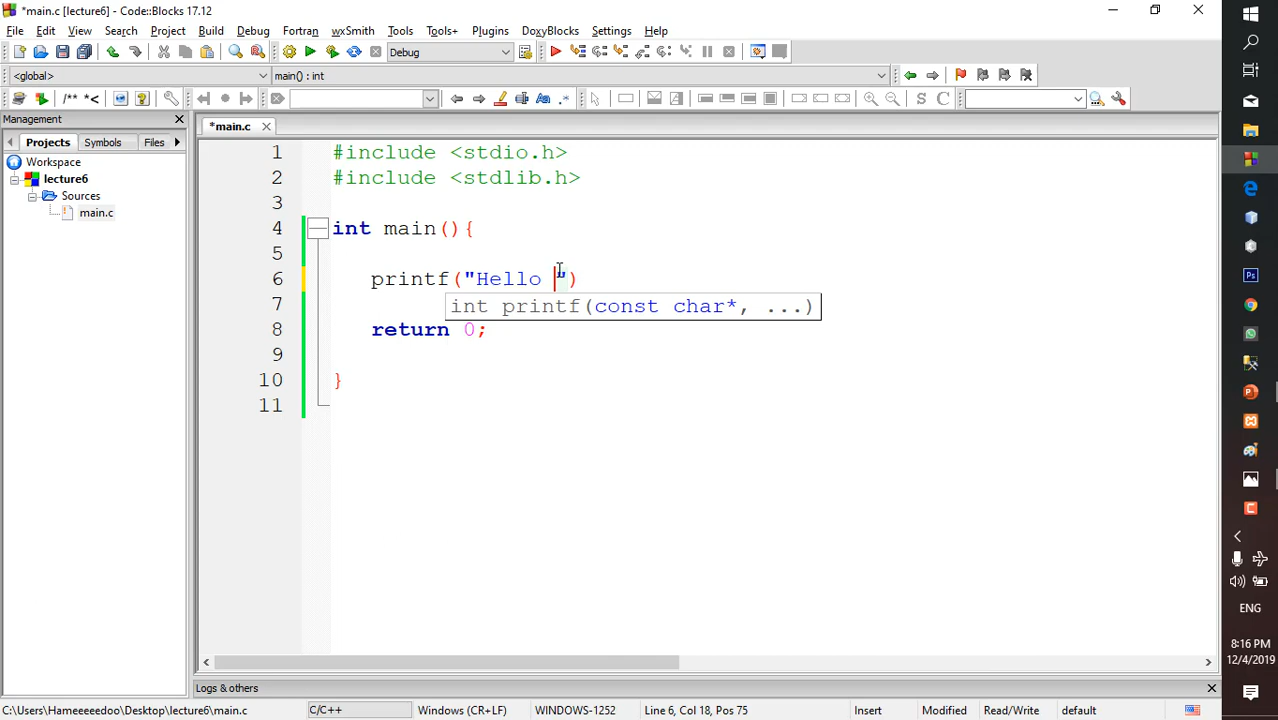 *main.c [lecture6] - Code::Blocks 17.12
File Edit View Search Project Build Debug Fortran wxSmith Tools Tools+ Plugins DoxyBlocks Settings Help
Debug
<global> main() : int
/** *<
S C
Management
*main.c
Projects Symbols Files
Workspace
lecture6
Sources
main.c
1 #include <stdio.h>
2 #include <stdlib.h>
3
4 int main(){
5
6 printf("Hello ")
int printf(const char*, ...)
7
8 return 0;
9
10 }
11
Logs & others
C:\Users\Hameeeeedoo\Desktop\lecture6\main.c C/C++ Windows (CR+LF) WINDOWS-1252 Line 6, Col 18, Pos 75 Insert Modified Read/Write default
ENG
8:16 PM
12/4/2019